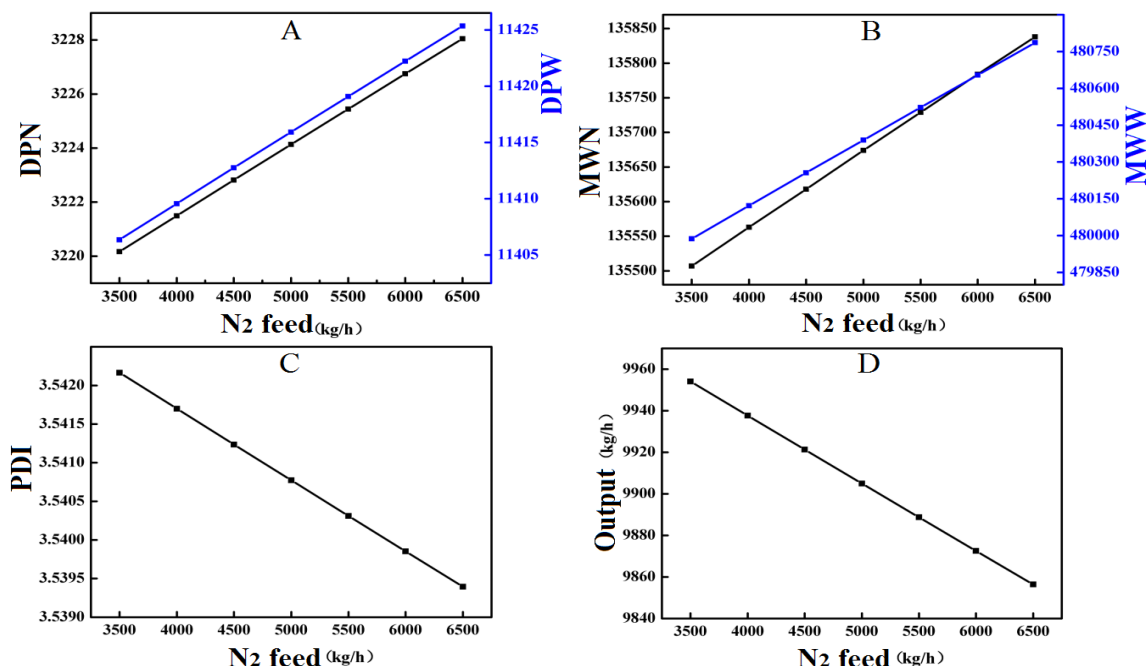 A
DPN
3228
3226
3224
3222
3220
DPW
11425
11420
11415
11410
11405
3500 4000 4500 5000 5500 6000 6500
N2 feed(kg/h)
B
MWN
135850
135800
135750
135700
135650
135600
135550
135500
MWW
480750
480600
480450
480300
480150
480000
479850
3500 4000 4500 5000 5500 6000 6500
N2 feed(kg/h)
C
PDI
3.5420
3.5415
3.5410
3.5405
3.5400
3.5395
3.5390
3500 4000 4500 5000 5500 6000 6500
N2 feed(kg/h)
D
Output (kg/h)
9960
9940
9920
9900
9880
9860
9840
3500 4000 4500 5000 5500 6000 6500
N2 feed(kg/h)